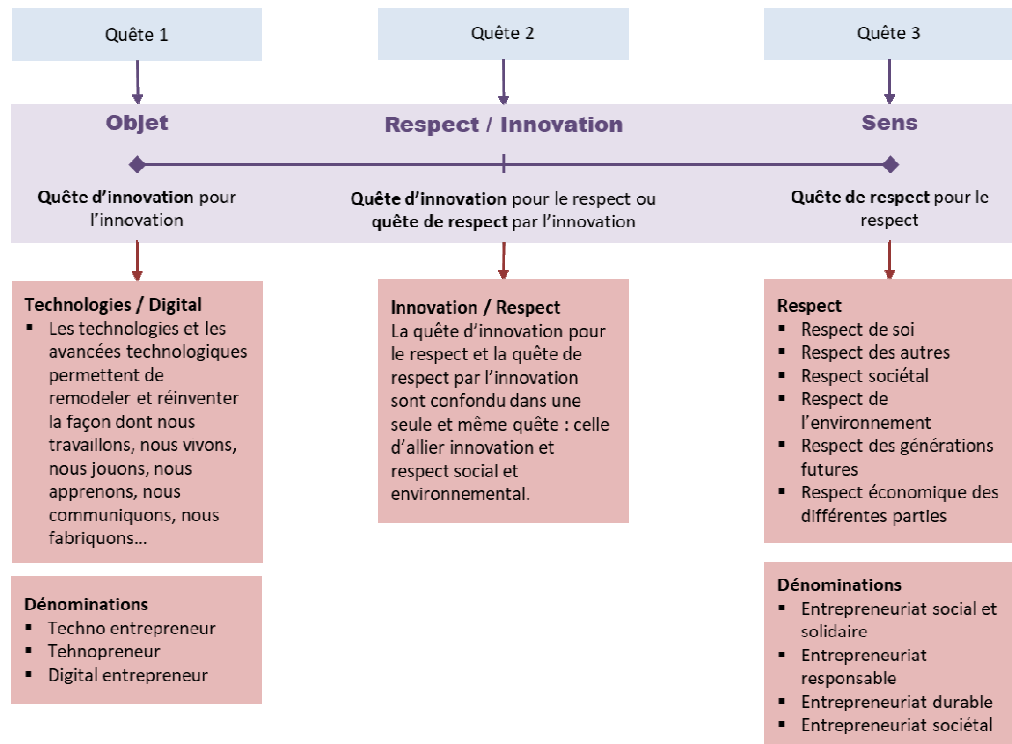 Quête 1
Quête 2
Quête 3
Objet
Respect / Innovation
Sens
Quête d’innovation pour
l’innovation
Quête d’innovation pour le respect ou
quête de respect par l’innovation
Quête de respect pour le
respect
Technologies / Digital
▪ Les technologies et les
avancées technologiques
permettent de
remodeler et réinventer
la façon dont nous
travaillons, nous vivons,
nous jouons, nous
apprenons, nous
communiquons, nous
fabriquons...
Dénominations
▪ Techno entrepreneur
▪ Tehnopreneur
▪ Digital entrepreneur
Innovation / Respect
La quête d’innovation pour
le respect et la quête de
respect par l’innovation
sont confondu dans une
seule et même quête : celle
d’allier innovation et
respect social et
environnemental.
Respect
▪ Respect de soi
▪ Respect des autres
▪ Respect sociétal
▪ Respect de
l’environnement
▪ Respect des générations
futures
▪ Respect économique des
différentes parties
Dénominations
▪ Entrepreneuriat social et
solidaire
▪ Entrepreneuriat
responsable
▪ Entrepreneuriat durable
▪ Entrepreneuriat sociétal